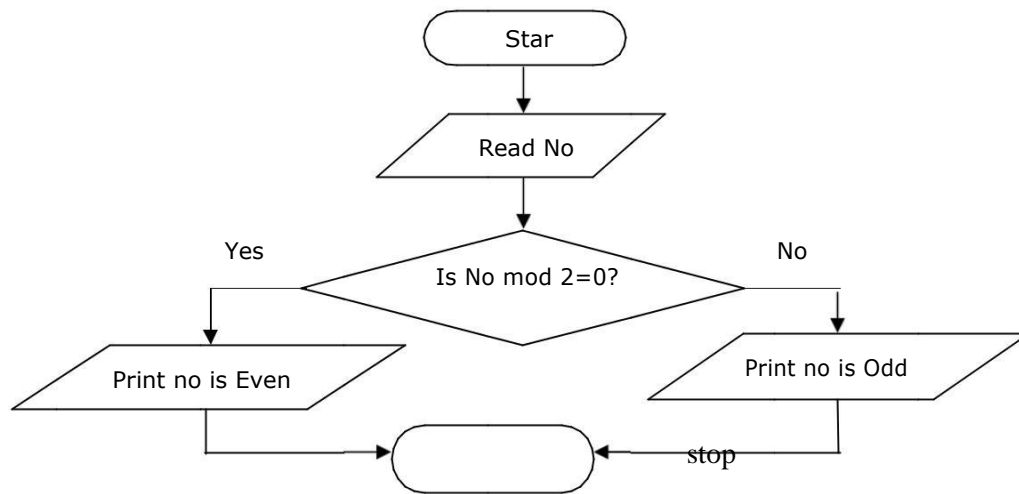 Star
Read No
Yes
No
Is No mod 2=0?
Print no is Even
Print no is Odd
stop